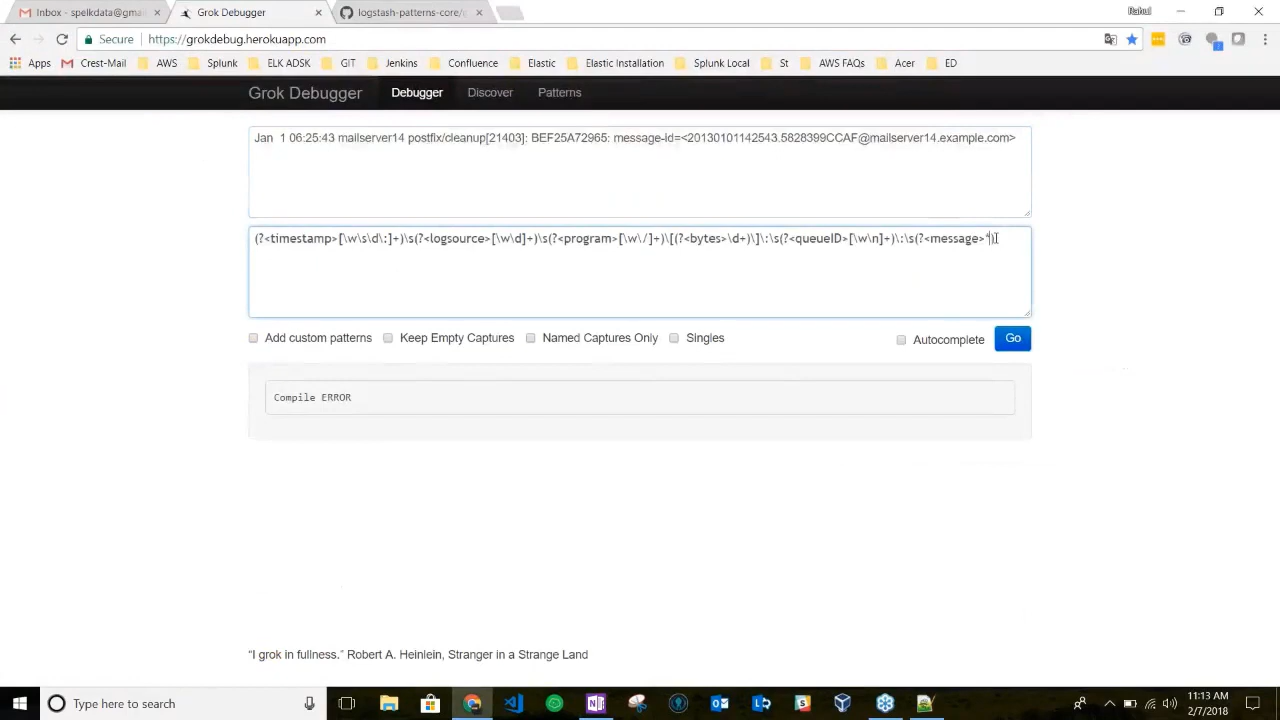 Inbox - spelkdata@gmai
Grok Debugger
logstash-patterns-core/g
Rahul
Secure https://grokdebug.herokuapp.com
Apps Crest-Mail AWS Splunk ELK ADSK GIT Jenkins Confluence Elastic Elastic Installation Splunk Local S! AWS FAQs Acer ED
Grok Debugger Debugger Discover Patterns
Jan 1 06:25:43 mailserver14 postfix/cleanup[21403]: BEF25A72965: message-id=<20130101142543.5828399CCAF@mailserver14.example.com>
(?<timestamp>[\w\s\d\:]+)\s(?<logsource>[\w\d]+)\s(?<program>[\w\/]+)\[(?<bytes>\d+)\]\:\s(?<queueID>[\w\n]+)\:\s(?<message>*)
Add custom patterns Keep Empty Captures Named Captures Only Singles Autocomplete Go
Compile ERROR
“I grok in fullness.” Robert A. Heinlein, Stranger in a Strange Land
Type here to search
11:13 AM
2/7/2018